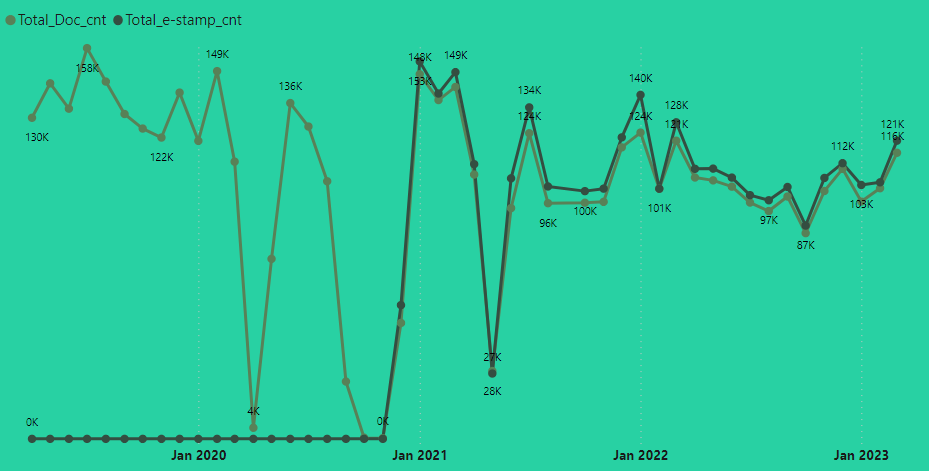 Total_Doc_cnt Total_e-stamp_cnt
149K 148K 149K
158K 136K 153K 134K 140K
130K 124K 124K 128K
122K 121K 121K
112K 116K
96K 100K 101K 97K 103K
87K
27K
28K
0K 4K 0K
Jan 2020 Jan 2021 Jan 2022 Jan 2023